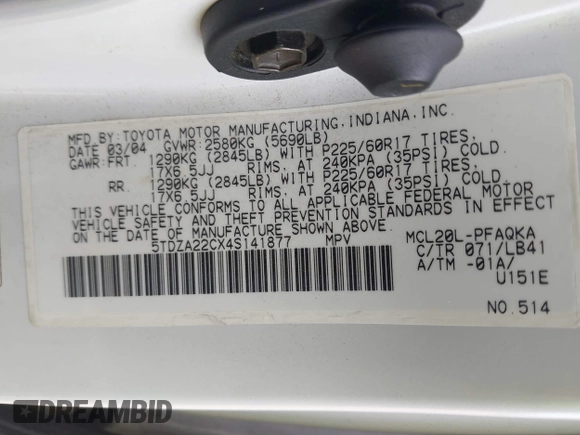 MFD. BY: TOYOTA MOTOR MANUFACTURING, INDIANA, INC.
DATE 03/04 GVWR: 2580KG (5690LB)
GAWR: FRT. 1290KG (2845LB) WITH P225/60R17 TIRES,
17X6.5JJ RIMS, AT 240KPA (35PSI) COLD.
RR. 1290KG (2845LB) WITH P225/60R17 TIRES,
17X6.5JJ RIMS, AT 240KPA (35PSI) COLD.
THIS VEHICLE CONFORMS TO ALL APPLICABLE FEDERAL MOTOR
VEHICLE SAFETY AND BUMPER STANDARDS IN EFFECT
ON THE DATE OF MANUFACTURE SHOWN ABOVE.
5TDZA22CX4S141877 MPV
MCL20L-PFAQKA
C/TR 071/LB41
A/TM -01A/
U151E
NO.514
DREAMBID